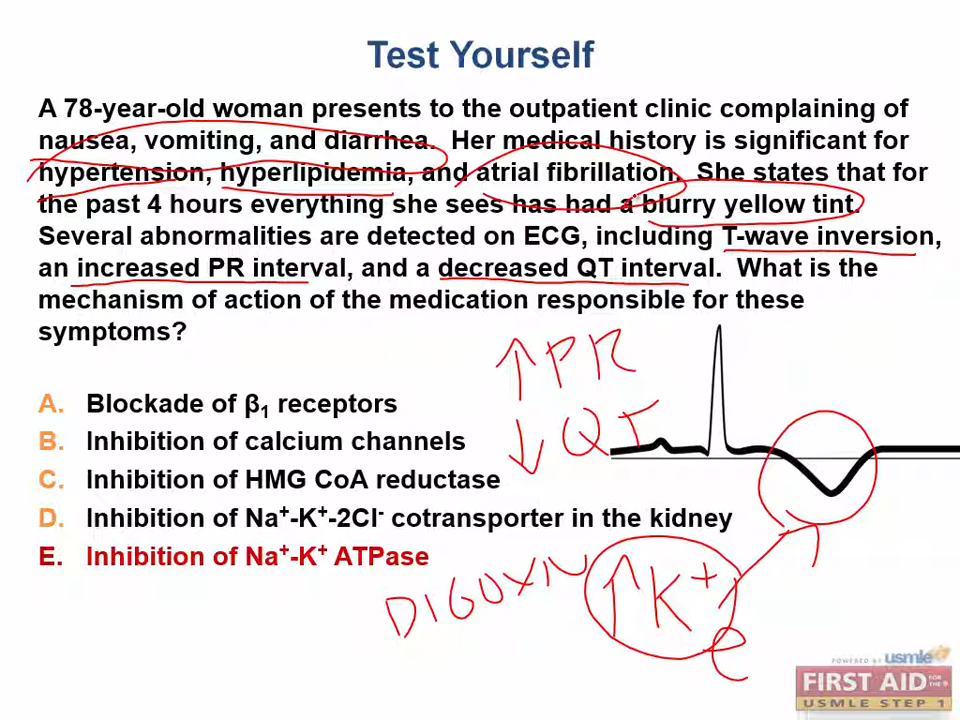 Test Yourself
A 78-year-old woman presents to the outpatient clinic complaining of
nausea, vomiting, and diarrhea. Her medical history is significant for
hypertension, hyperlipidemia, and atrial fibrillation. She states that for
the past 4 hours everything she sees has had a blurry yellow tint.
Several abnormalities are detected on ECG, including T-wave inversion,
an increased PR interval, and a decreased QT interval. What is the
mechanism of action of the medication responsible for these
symptoms?
↑ PR
A. Blockade of β₁ receptors
↓ QT
B. Inhibition of calcium channels
C. Inhibition of HMG CoA reductase
D. Inhibition of Na⁺-K⁺-2Cl⁻ cotransporter in the kidney
E. Inhibition of Na⁺-K⁺ ATPase
DIGOXIN
↑ K⁺
e
POWERED BY usmle
FIRST AID FOR THE
USMLE STEP 1